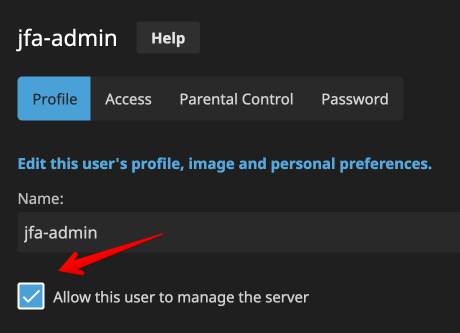 jfa-admin Help
Profile Access Parental Control Password
Edit this user's profile, image and personal preferences.
Name:
jfa-admin
Allow this user to manage the server